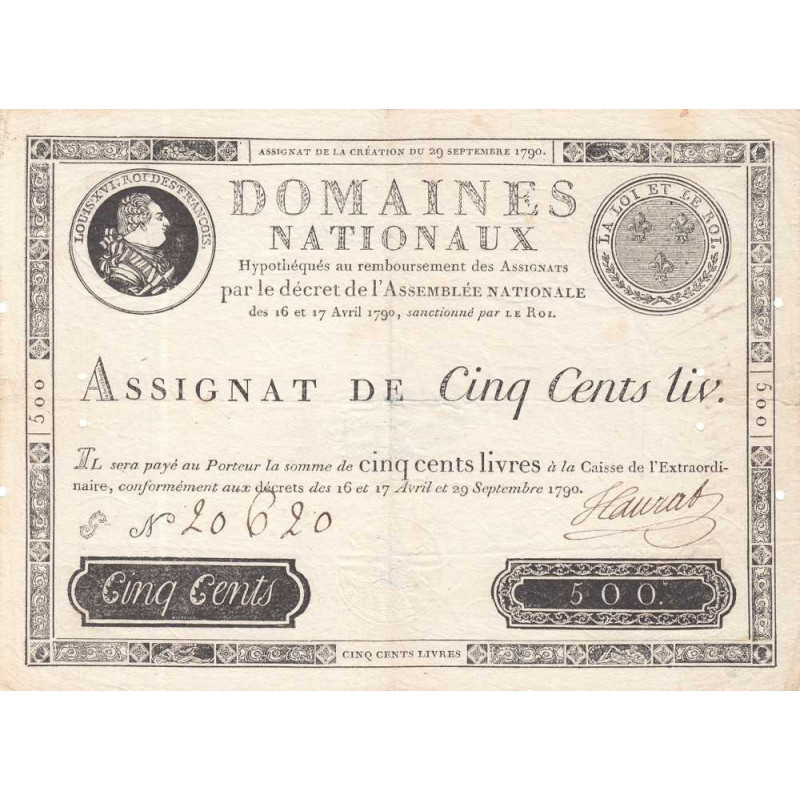 ASSIGNAT DE LA CRÉATION DU 29 SEPTEMBRE 1790.
LOUIS XVI. ROI DES FRANÇOIS.
DOMAINES
NATIONAUX
LA LOI ET LE ROI.
Hypothéqués au remboursement des ASSIGNATS
par le décret de l'ASSEMBLÉE NATIONALE
des 16 et 17 Avril 1790, sanctionné par LE ROI.
500
ASSIGNAT DE Cinq Cents liv.
500
IL sera payé au Porteur la somme de cinq cents livres à la Caisse de l'Extraordi-
naire, conformément aux décrets des 16 et 17 Avril et 29 Septembre 1790.
N 20620
Cinq Cents
500.
CINQ CENTS LIVRES